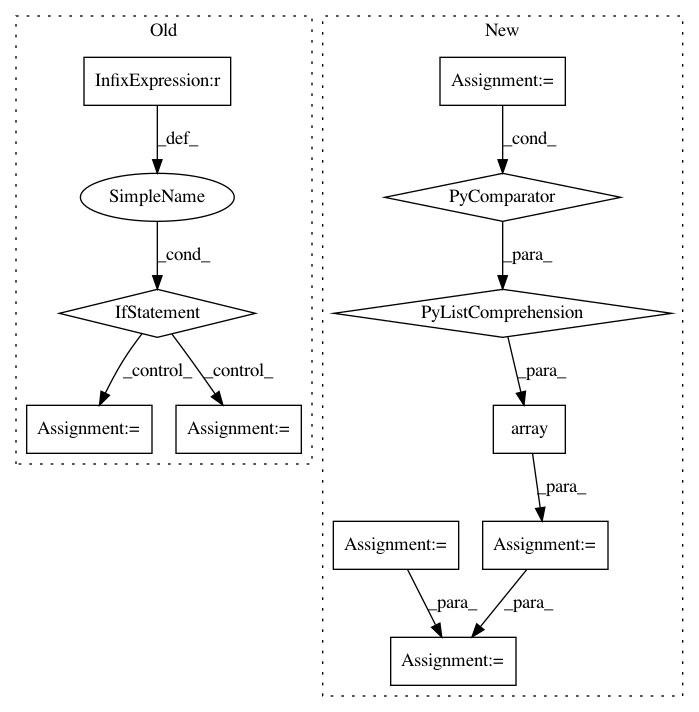 Old
InfixExpression:r
_def_
SimpleName
_cond_
IfStatement
_control_
_control_
Assignment:=
Assignment:=
New
Assignment:=
_cond_
PyComparator
_para_
PyListComprehension
_para_
array
_para_
Assignment:=
Assignment:=
_para_
_para_
Assignment:=